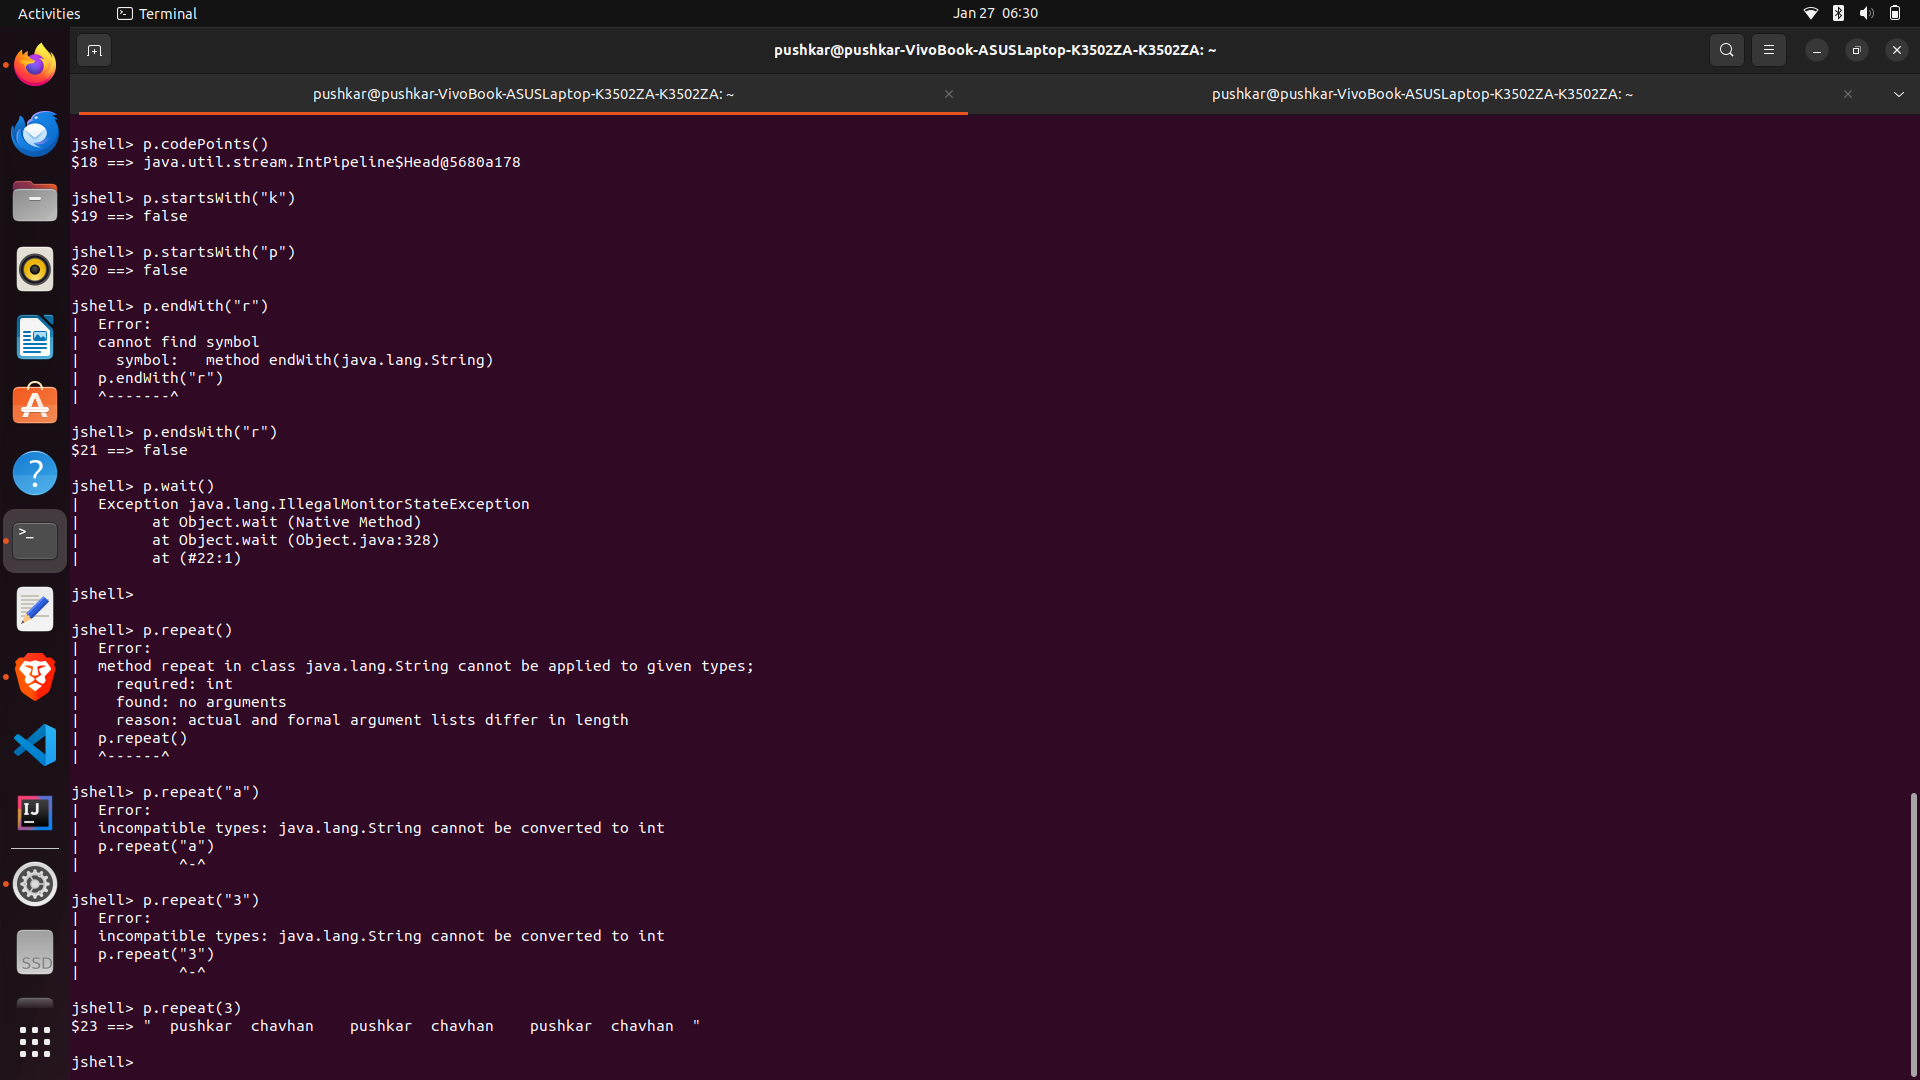 Activities
Terminal
Jan 27  06:30
pushkar@pushkar-VivoBook-ASUSLaptop-K3502ZA-K3502ZA: ~
pushkar@pushkar-VivoBook-ASUSLaptop-K3502ZA-K3502ZA: ~
pushkar@pushkar-VivoBook-ASUSLaptop-K3502ZA-K3502ZA: ~
jshell> p.codePoints()
$18 ==> java.util.stream.IntPipeline$Head@5680a178
jshell> p.startsWith("k")
$19 ==> false
jshell> p.startsWith("p")
$20 ==> false
jshell> p.endWith("r")
|  Error:
|  cannot find symbol
|    symbol:   method endWith(java.lang.String)
|  p.endWith("r")
|  ^-------^
jshell> p.endsWith("r")
$21 ==> false
jshell> p.wait()
|  Exception java.lang.IllegalMonitorStateException
|        at Object.wait (Native Method)
|        at Object.wait (Object.java:328)
|        at (#22:1)
jshell>
jshell> p.repeat()
|  Error:
|  method repeat in class java.lang.String cannot be applied to given types;
|    required: int
|    found: no arguments
|    reason: actual and formal argument lists differ in length
|  p.repeat()
|  ^------^
jshell> p.repeat("a")
|  Error:
|  incompatible types: java.lang.String cannot be converted to int
|  p.repeat("a")
|           ^-^
jshell> p.repeat("3")
|  Error:
|  incompatible types: java.lang.String cannot be converted to int
|  p.repeat("3")
|           ^-^
jshell> p.repeat(3)
$23 ==> "  pushkar  chavhan    pushkar  chavhan    pushkar  chavhan  "
jshell>
IJ
SSD